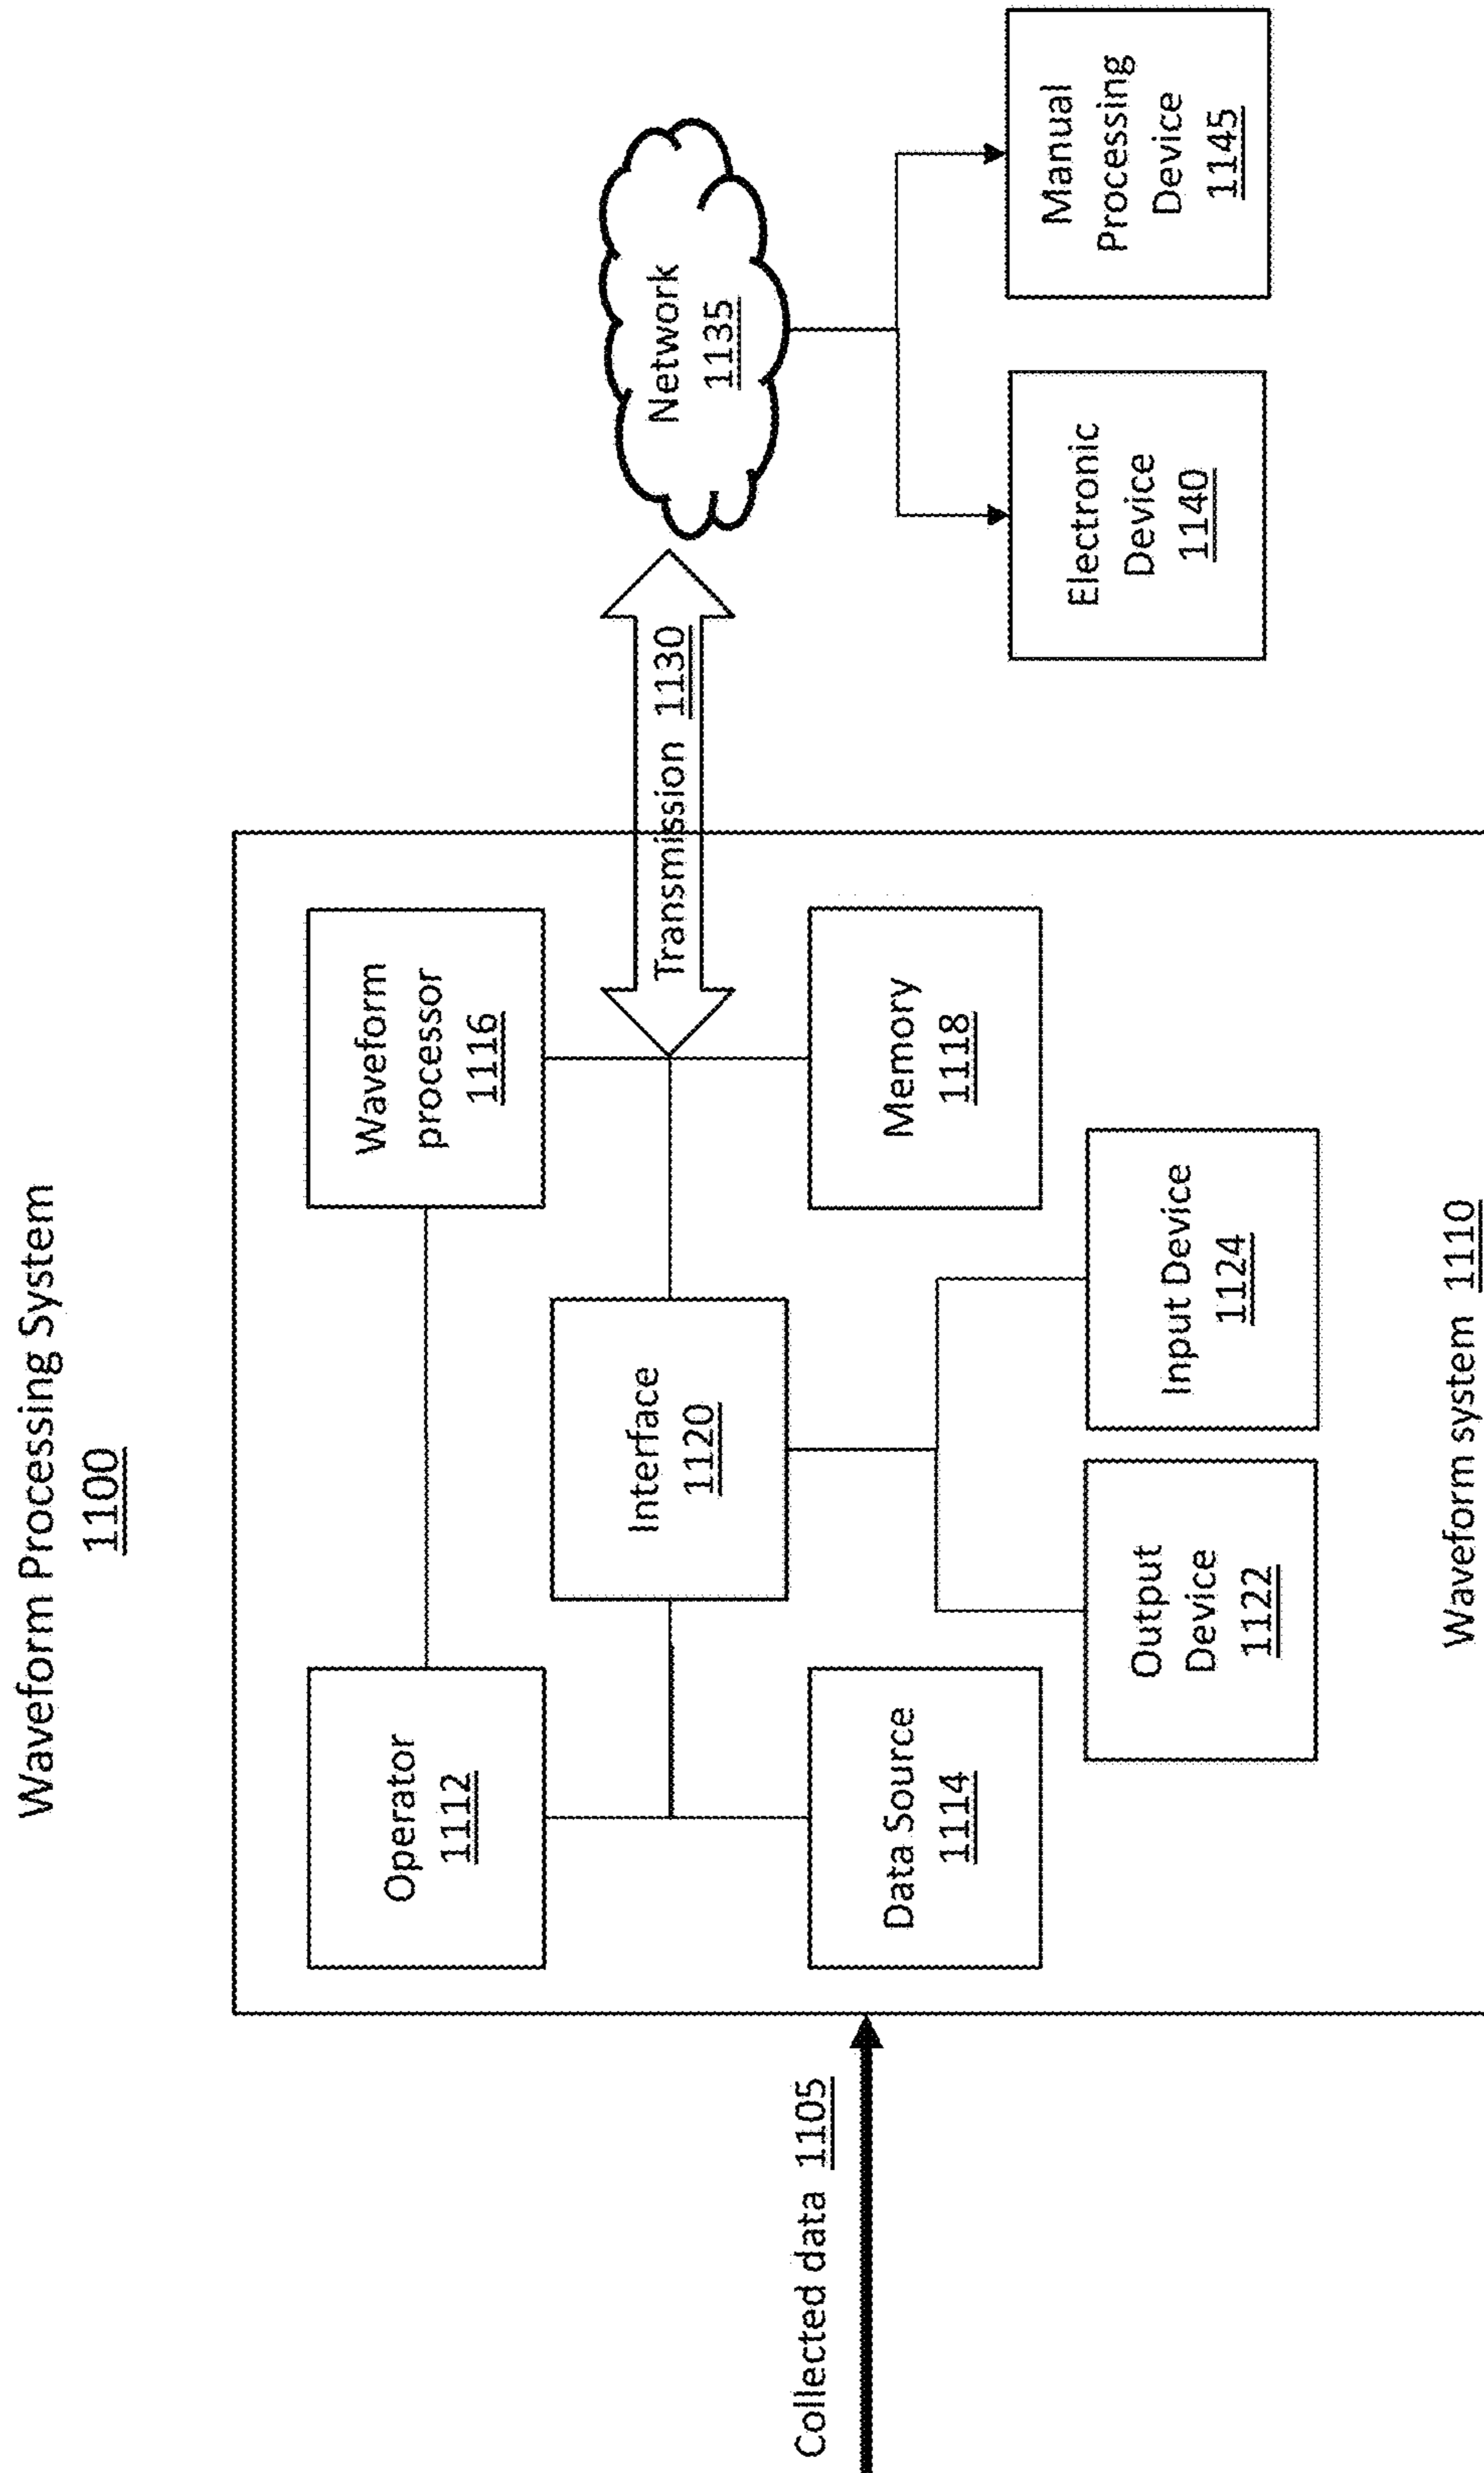 Waveform Processing System
1100
Collected data 1105
Operator
1112
Waveform
processor
1116
Interface
1120
Data Source
1114
Memory
1118
Output
Device
1122
Input Device
1124
Waveform system 1110
Transmission 1130
Network
1135
Electronic
Device
1140
Manual
Processing
Device
1145